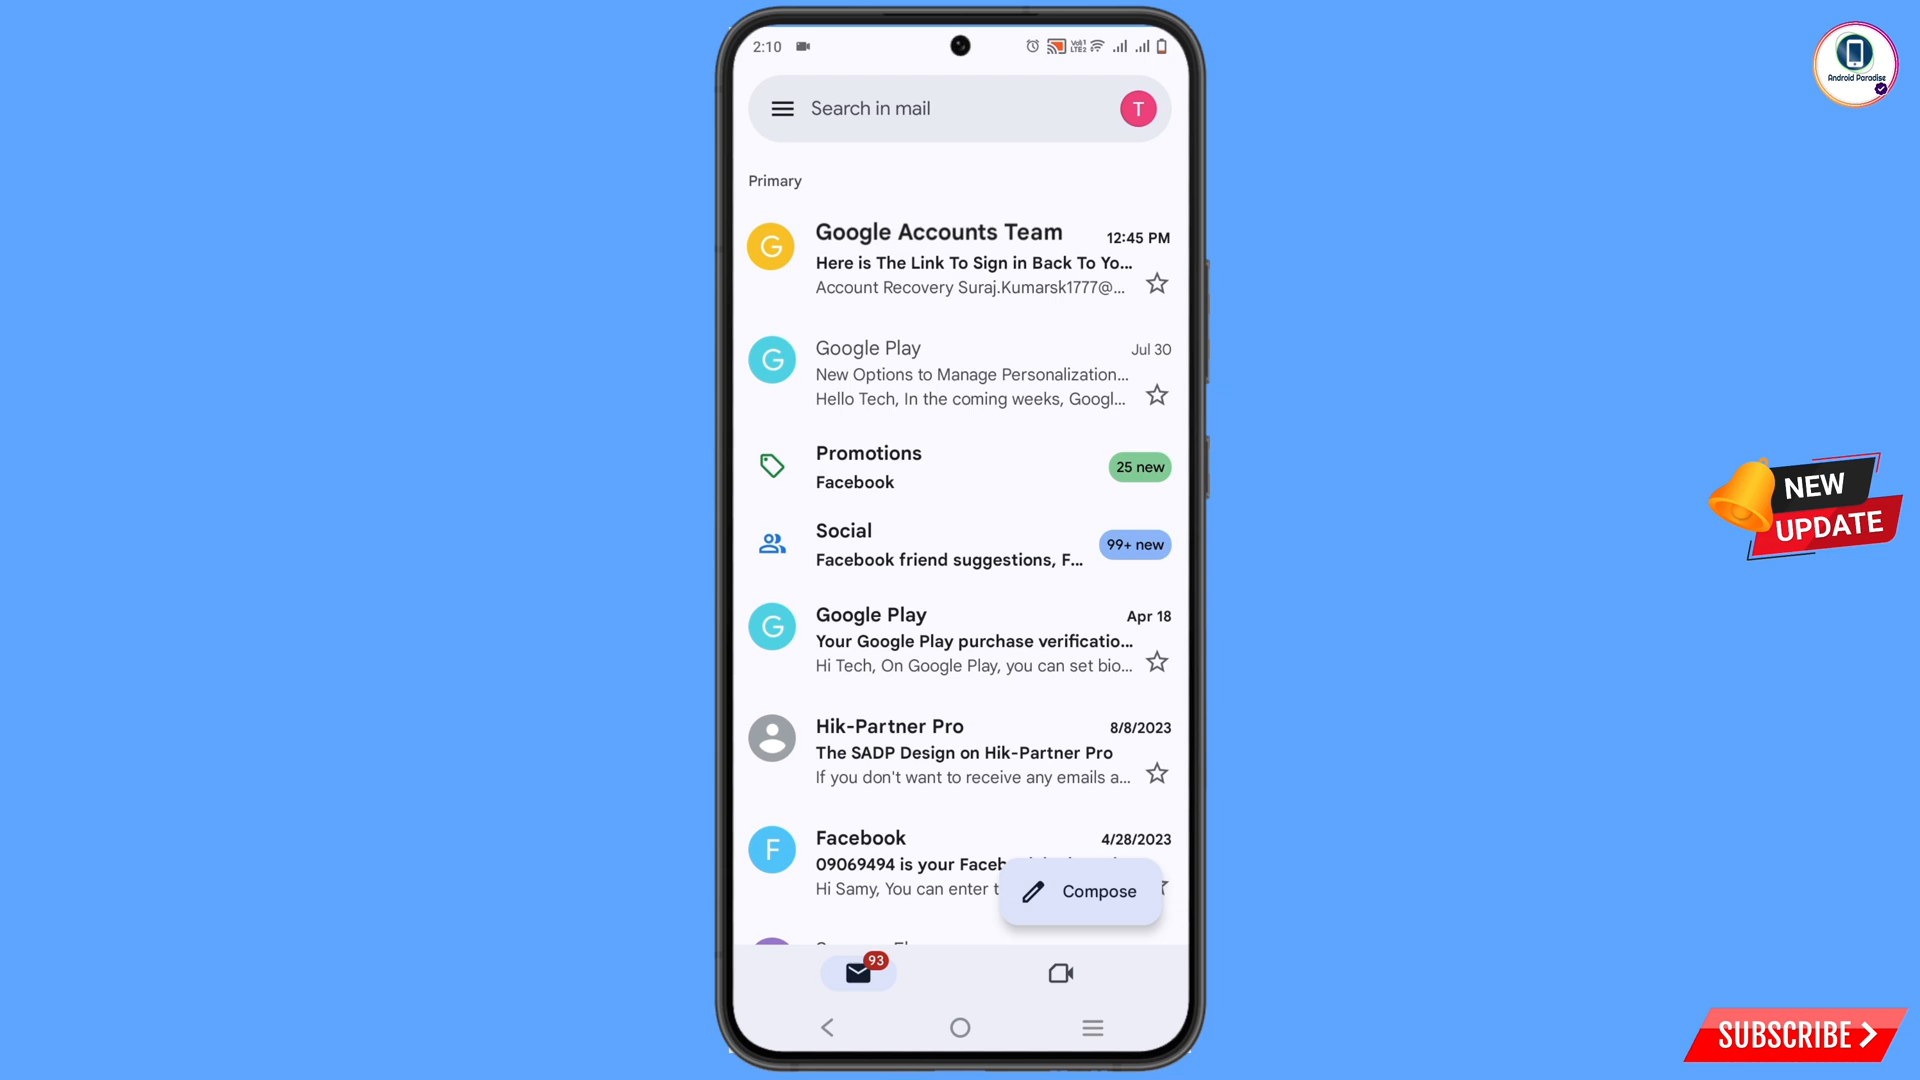 2:10
Vo) 1 LTE2
Search in mail
T
Android Paradise
Primary
G
Google Accounts Team
12:45 PM
Here is The Link To Sign in Back To Yo...
Account Recovery Suraj.Kumarsk1777@...
G
Google Play
Jul 30
New Options to Manage Personalization...
Hello Tech, In the coming weeks, Googl...
Promotions
25 new
Facebook
Social
99+ new
Facebook friend suggestions, F...
NEW
UPDATE
G
Google Play
Apr 18
Your Google Play purchase verificatio...
Hi Tech, On Google Play, you can set bio...
Hik-Partner Pro
8/8/2023
The SADP Design on Hik-Partner Pro
If you don't want to receive any emails a...
F
Facebook
4/28/2023
09069494 is your Faceb
Hi Samy, You can enter t
Compose
93
SUBSCRIBE